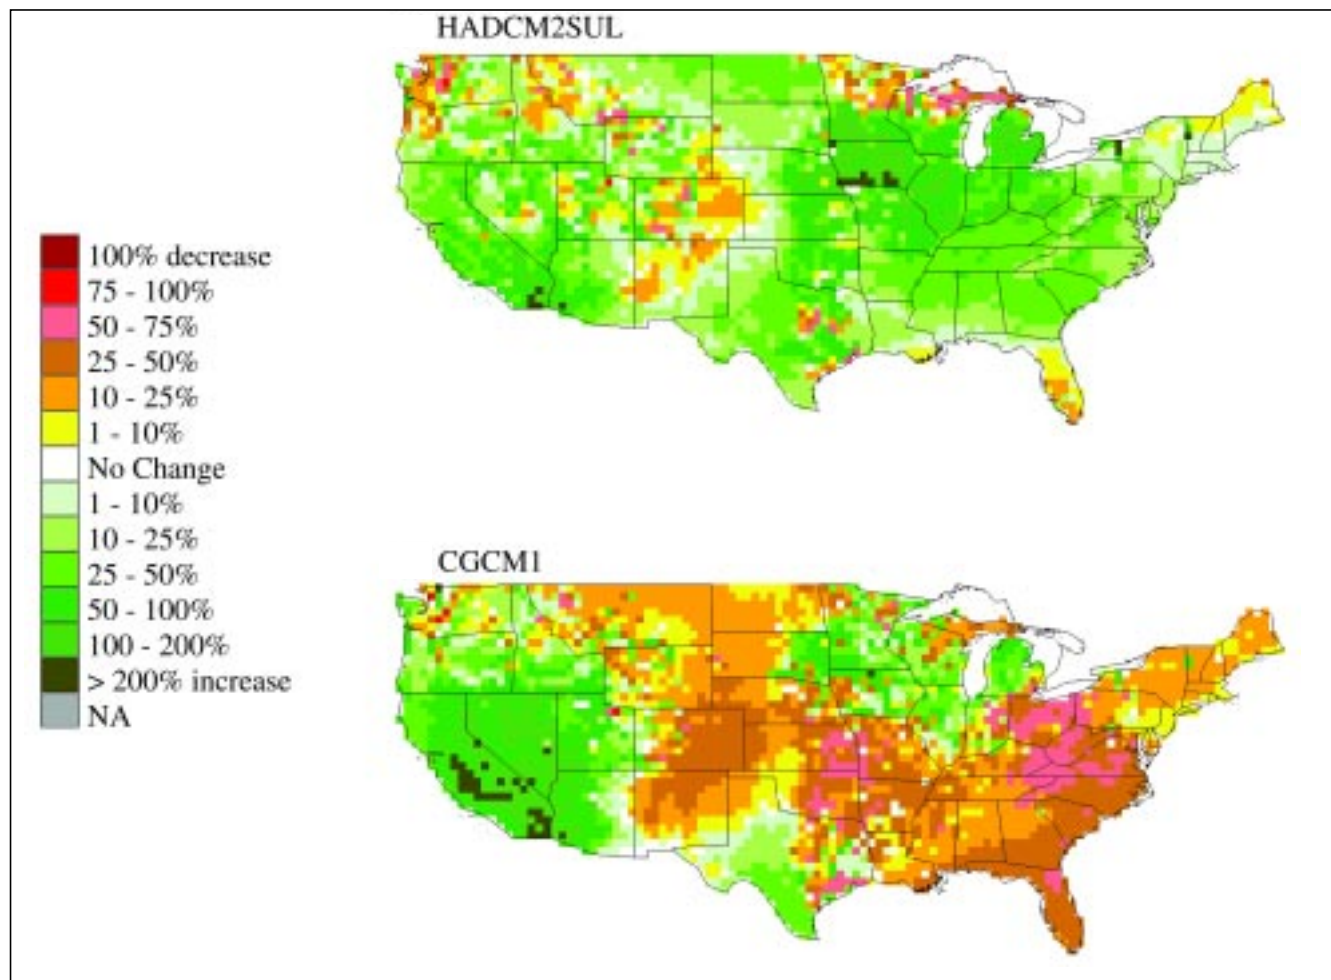 HADCM2SUL
100% decrease
75 - 100%
50 - 75%
25 - 50%
10 - 25%
1 - 10%
No Change
1 - 10%
10 - 25%
25 - 50%
50 - 100%
100 - 200%
> 200% increase
NA
CGCM1